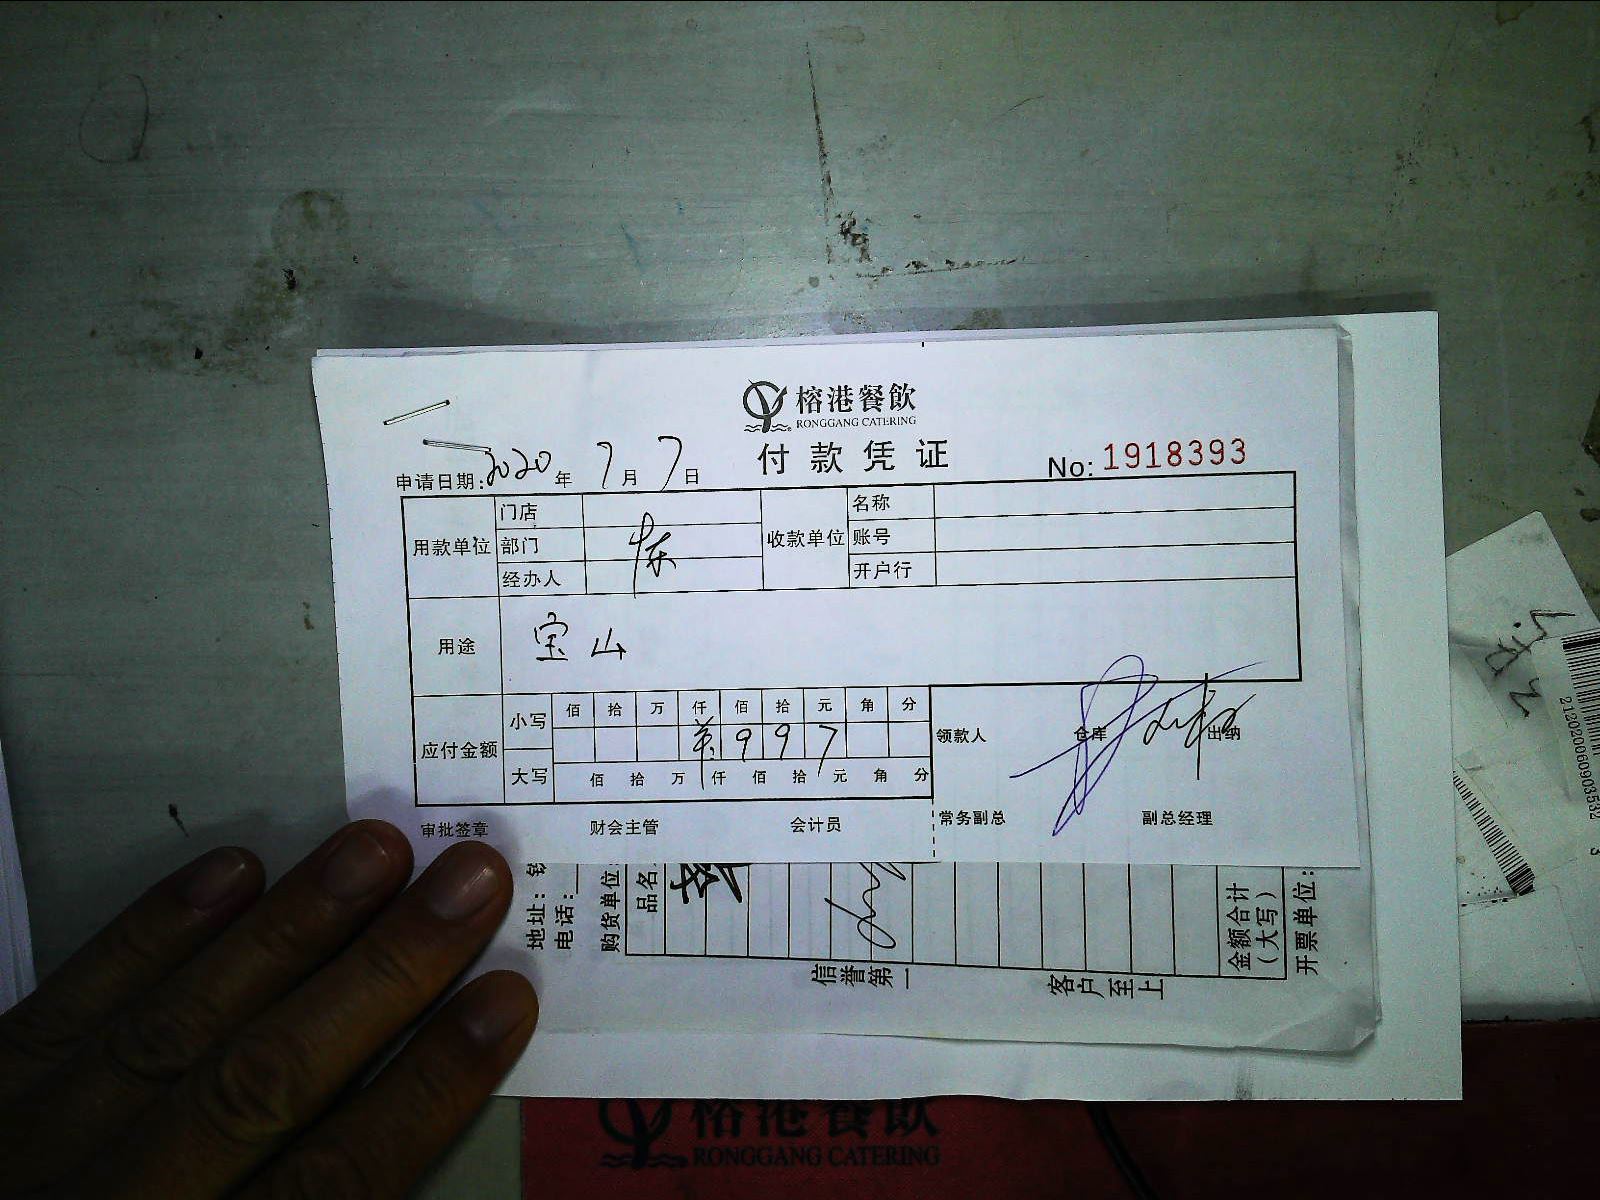 榕港餐飲
RONGGANG CATERING
付款凭证
No: 1918393
申请日期: 2020 年 7 月 7 日
用款单位 门店 收款单位 名称
部门 账号
经办人 开户行
用途 宝山
应付金额 小写 佰 拾 万 仟 佰 拾 元 角 分
9 9 7
大写 佰 拾 万 仟 佰 拾 元 角 分
领款人 仓库 出纳
审批签章 财会主管 会计员 常务副总 副总经理
地址:
电话:
购货单位:
品名
金额合计
(大写)
开票单位:
信誉第一 客户至上
榕港餐飲
RONGGANG CATERING
212020060903532 3